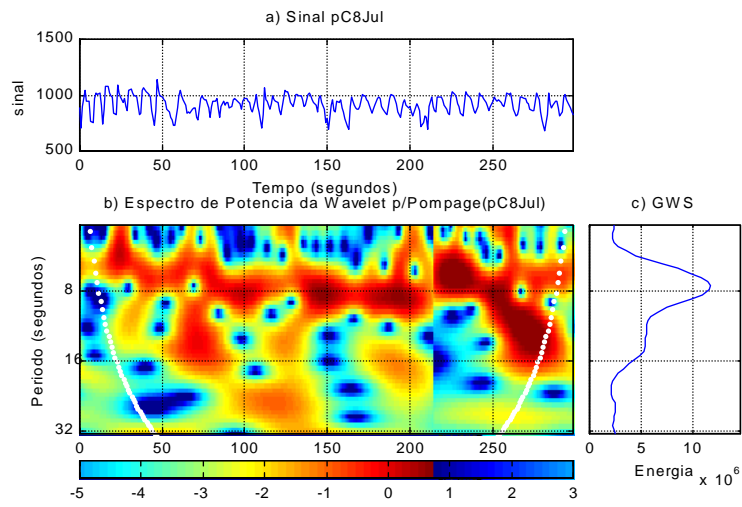 a) Sinal pC8Jul
1500
1000
500
sinal
0 50 100 150 200 250
Tempo (segundos)
b) Espectro de Potencia da Wavelet p/Pompage(pC8Jul)
c) GWS
8
16
32
Periodo (segundos)
0 50 100 150 200 250
0 5 10
Energia x 10^6
-5 -4 -3 -2 -1 0 1 2 3